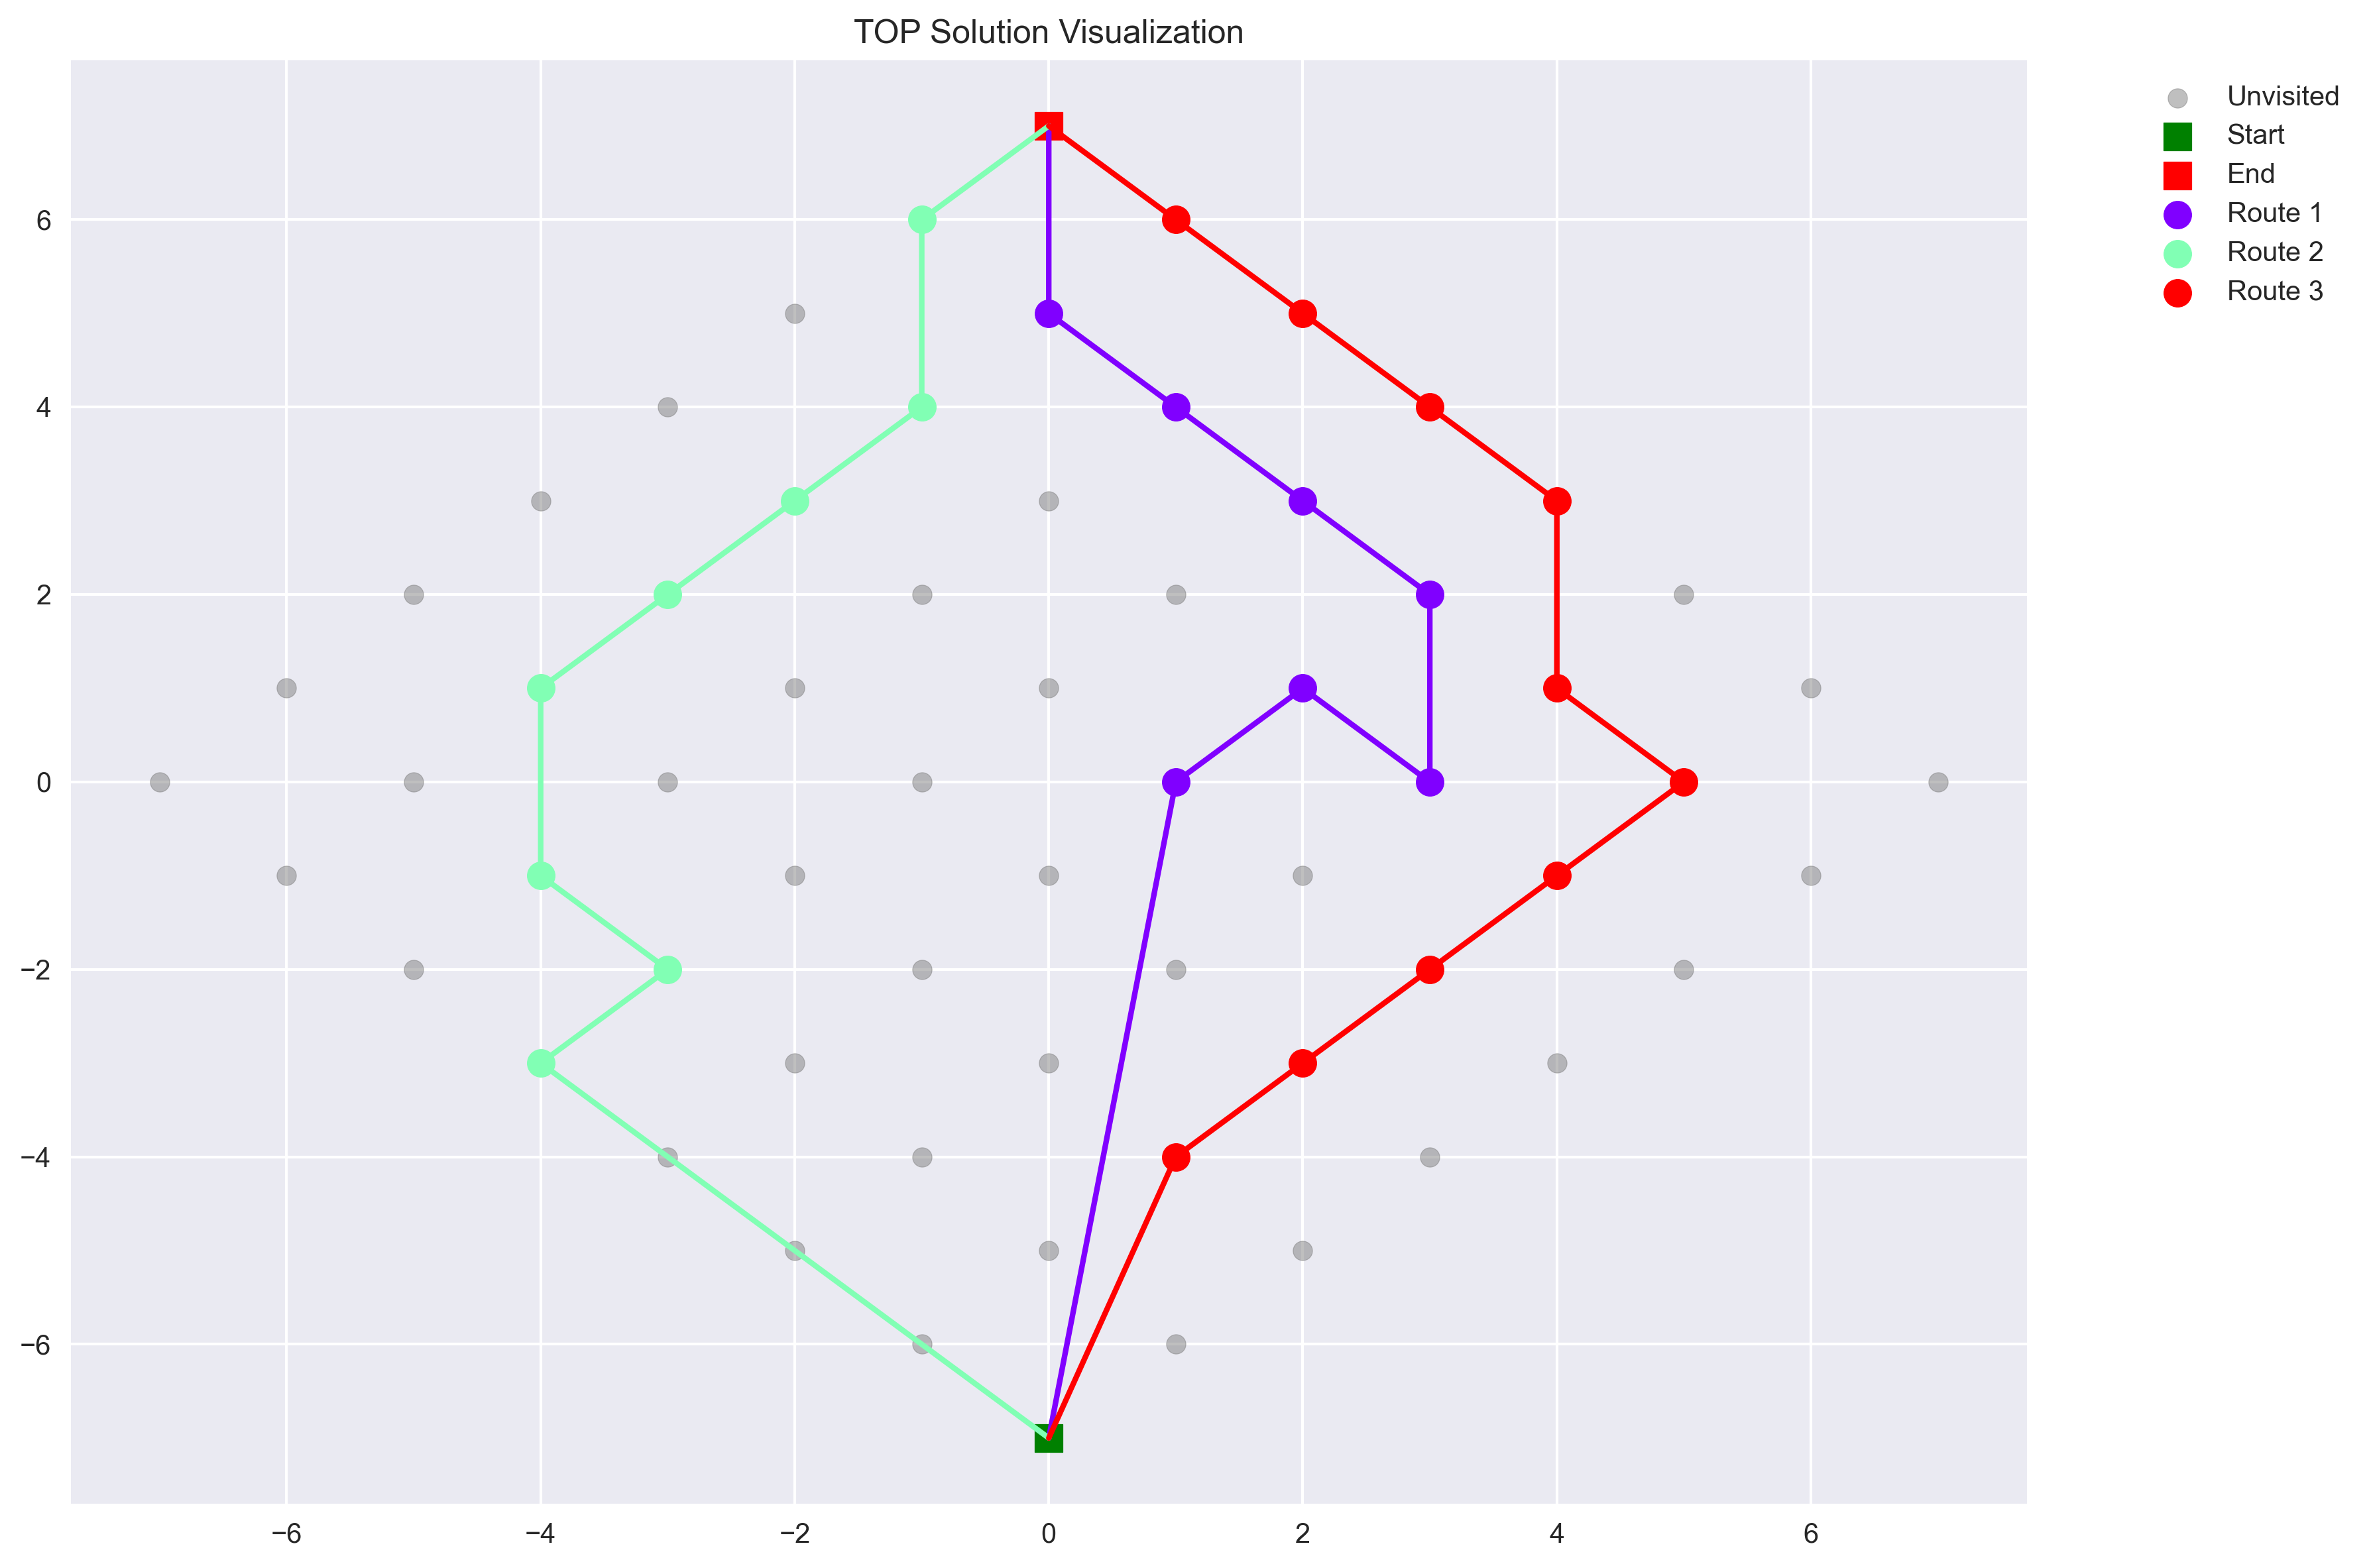 TOP Solution Visualization
Unvisited
Start
End
Route 1
Route 2
Route 3
6
4
2
0
−2
−4
−6
−6
−4
−2
0
2
4
6